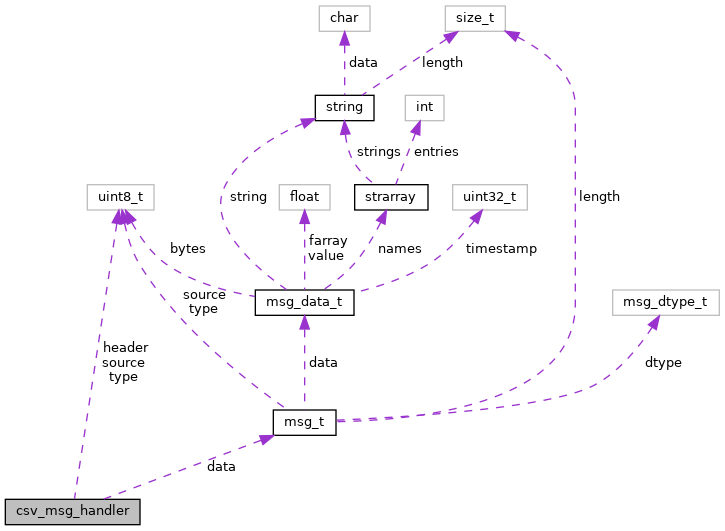 char
size_t
data
length
string
int
strings
entries
uint8_t
string
float
strarray
uint32_t
length
bytes
farray
value
names
timestamp
source
type
msg_data_t
msg_dtype_t
header
source
type
data
dtype
msg_t
data
csv_msg_handler